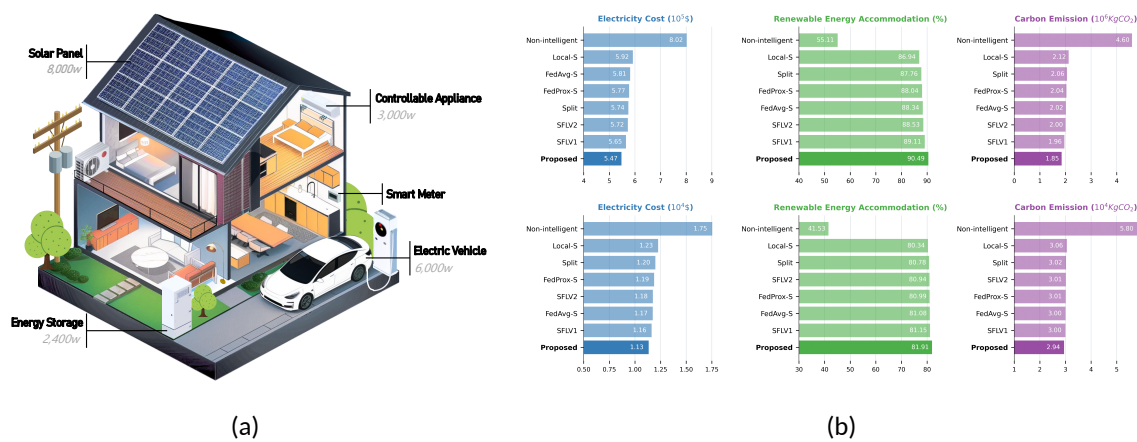 Solar Panel
8,000w
Controllable Appliance
3,000w
Smart Meter
Electric Vehicle
6,000w
Energy Storage
2,400w
(a)
Electricity Cost (10⁵$)
Non-intelligent 8.02
Local-S 5.92
FedAvg-S 5.81
FedProx-S 5.77
Split 5.74
SFLV2 5.72
SFLV1 5.65
Proposed 5.47
4 5 6 7 8 9
Renewable Energy Accommodation (%)
Non-intelligent 55.11
Local-S 86.94
Split 87.76
FedProx-S 88.04
FedAvg-S 88.34
SFLV2 88.53
SFLV1 89.11
Proposed 90.49
40 50 60 70 80 90
Carbon Emission (10⁶KgCO₂)
Non-intelligent 4.60
Local-S 2.12
Split 2.06
FedProx-S 2.04
FedAvg-S 2.02
SFLV2 2.00
SFLV1 1.96
Proposed 1.85
0 1 2 3 4
Electricity Cost (10⁴$)
Non-intelligent 1.75
Local-S 1.23
Split 1.20
FedProx-S 1.19
SFLV2 1.18
FedAvg-S 1.17
SFLV1 1.16
Proposed 1.13
0.50 0.75 1.00 1.25 1.50 1.75
Renewable Energy Accommodation (%)
Non-intelligent 41.53
Local-S 80.34
Split 80.78
SFLV2 80.94
FedProx-S 80.99
FedAvg-S 81.08
SFLV1 81.15
Proposed 81.91
30 40 50 60 70 80
Carbon Emission (10⁴KgCO₂)
Non-intelligent 5.80
Local-S 3.06
Split 3.02
SFLV2 3.01
FedProx-S 3.01
FedAvg-S 3.00
SFLV1 3.00
Proposed 2.94
1 2 3 4 5
(b)